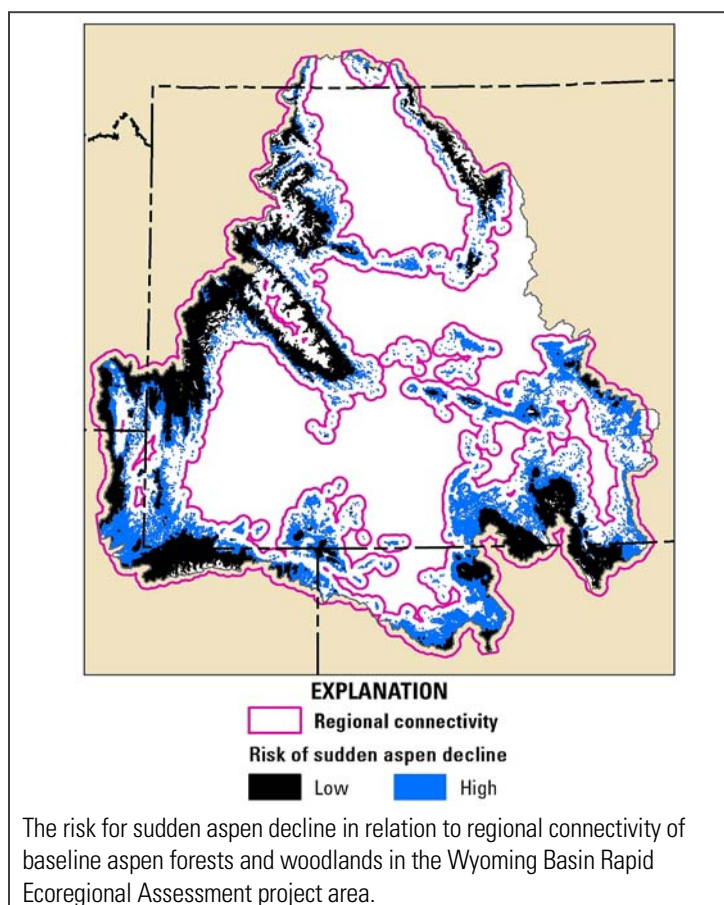 EXPLANATION
Regional connectivity
Risk of sudden aspen decline
Low High
The risk for sudden aspen decline in relation to regional connectivity of
baseline aspen forests and woodlands in the Wyoming Basin Rapid
Ecoregional Assessment project area.